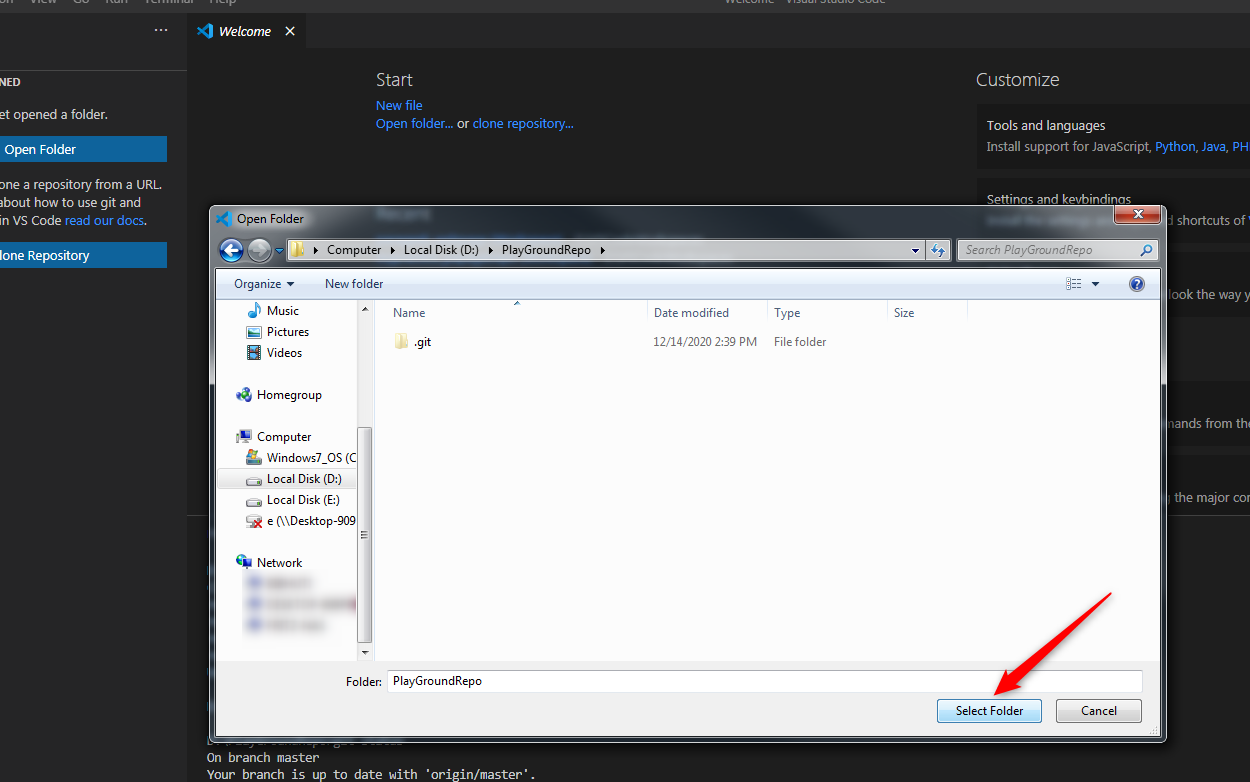 View Go Run Terminal Help
Welcome Visual Studio Code
Welcome
NED
et opened a folder.
Open Folder
one a repository from a URL.
about how to use git and
in VS Code read our docs.
lone Repository
Start
New file
Open folder... or clone repository...
Customize
Tools and languages
Install support for JavaScript, Python, Java, PH
Settings and keybindings
d shortcuts of V
look the way y
mands from the
g the major cor
Open Folder
Computer Local Disk (D:) PlayGroundRepo
Search PlayGroundRepo
Organize New folder
Music
Pictures
Videos
Homegroup
Computer
Windows7_OS (C
Local Disk (D:)
Local Disk (E:)
e (\\Desktop-909
Network
Name Date modified Type Size
.git 12/14/2020 2:39 PM File folder
Folder: PlayGroundRepo
Select Folder Cancel
On branch master
Your branch is up to date with 'origin/master'.